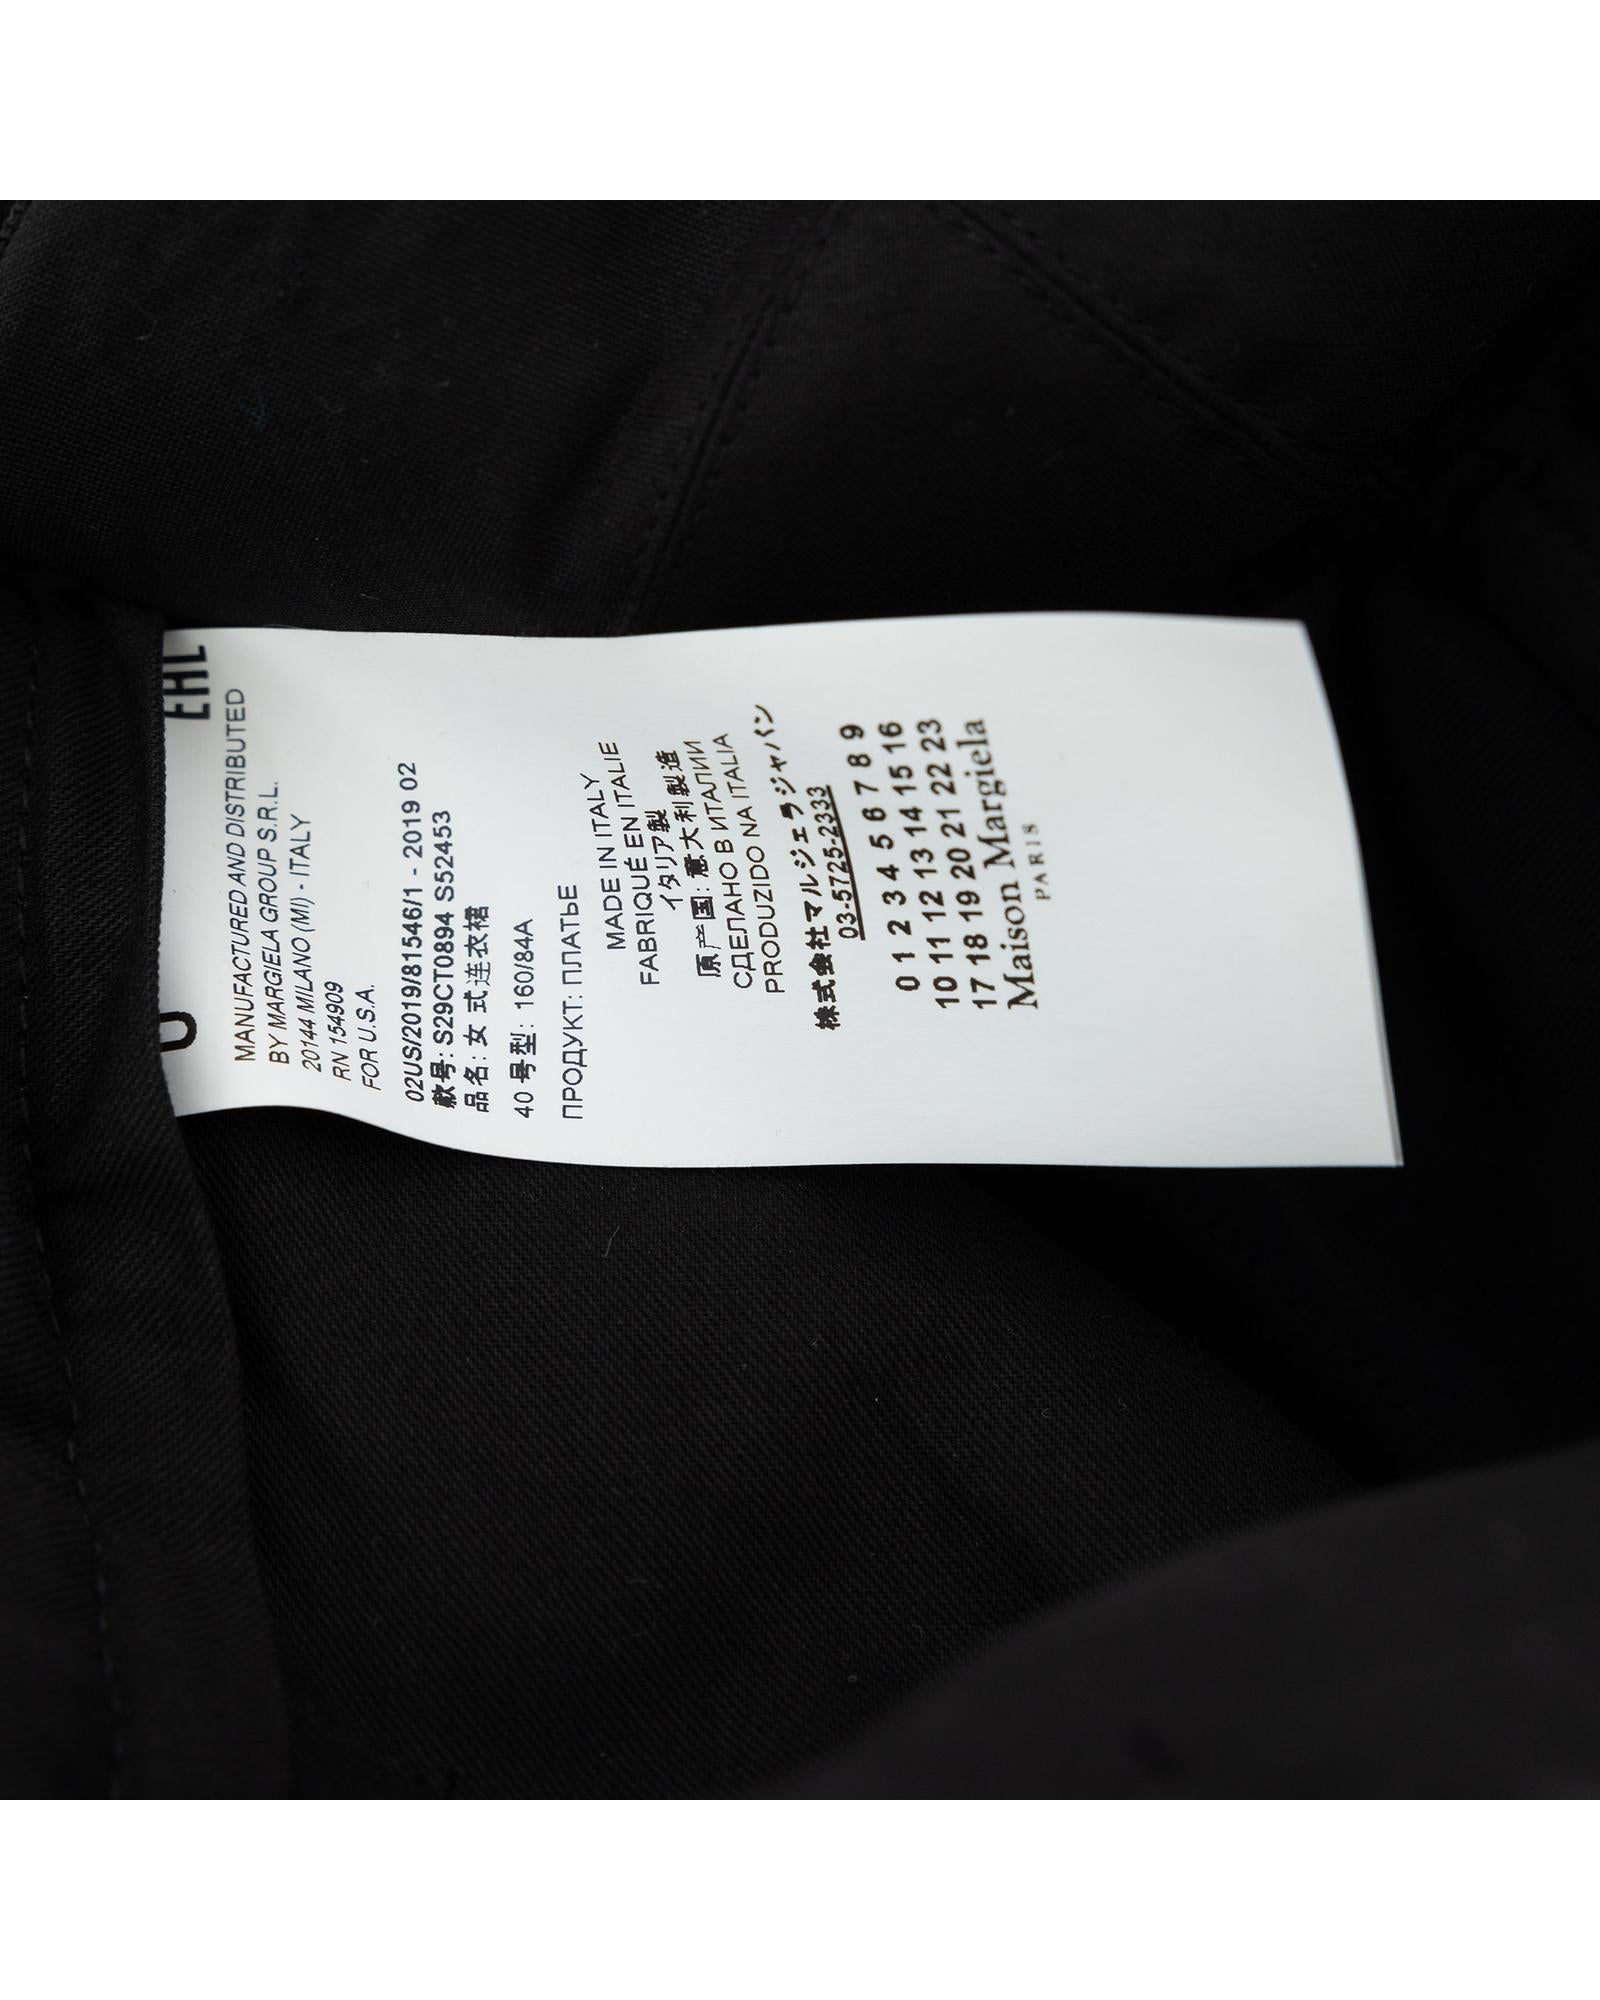 EAC
MANUFACTURED AND DISTRIBUTED
BY MARGIELA GROUP S.R.L.
20144 MILANO (MI) - ITALY
RN 154909
FOR U.S.A.
02US/2019/81546/1 - 2019 02
款号: S29CT0894 S52453
品名: 女 式 连衣裙
40 号型: 160/84A
ПРОДУКТ: ПЛАТЬЕ
MADE IN ITALY
FABRIQUÉ EN ITALIE
イタリア製
原产国: 意大利製造
СДЕЛАНО В ИТАЛИИ
PRODUZIDO NA ITALIA
株式会社マルジェラジャパン
03-5725-2333
0 1 2 3 4 5 6 7 8 9
10 11 12 13 14 15 16
17 18 19 20 21 22 23
Maison Margiela
PARIS